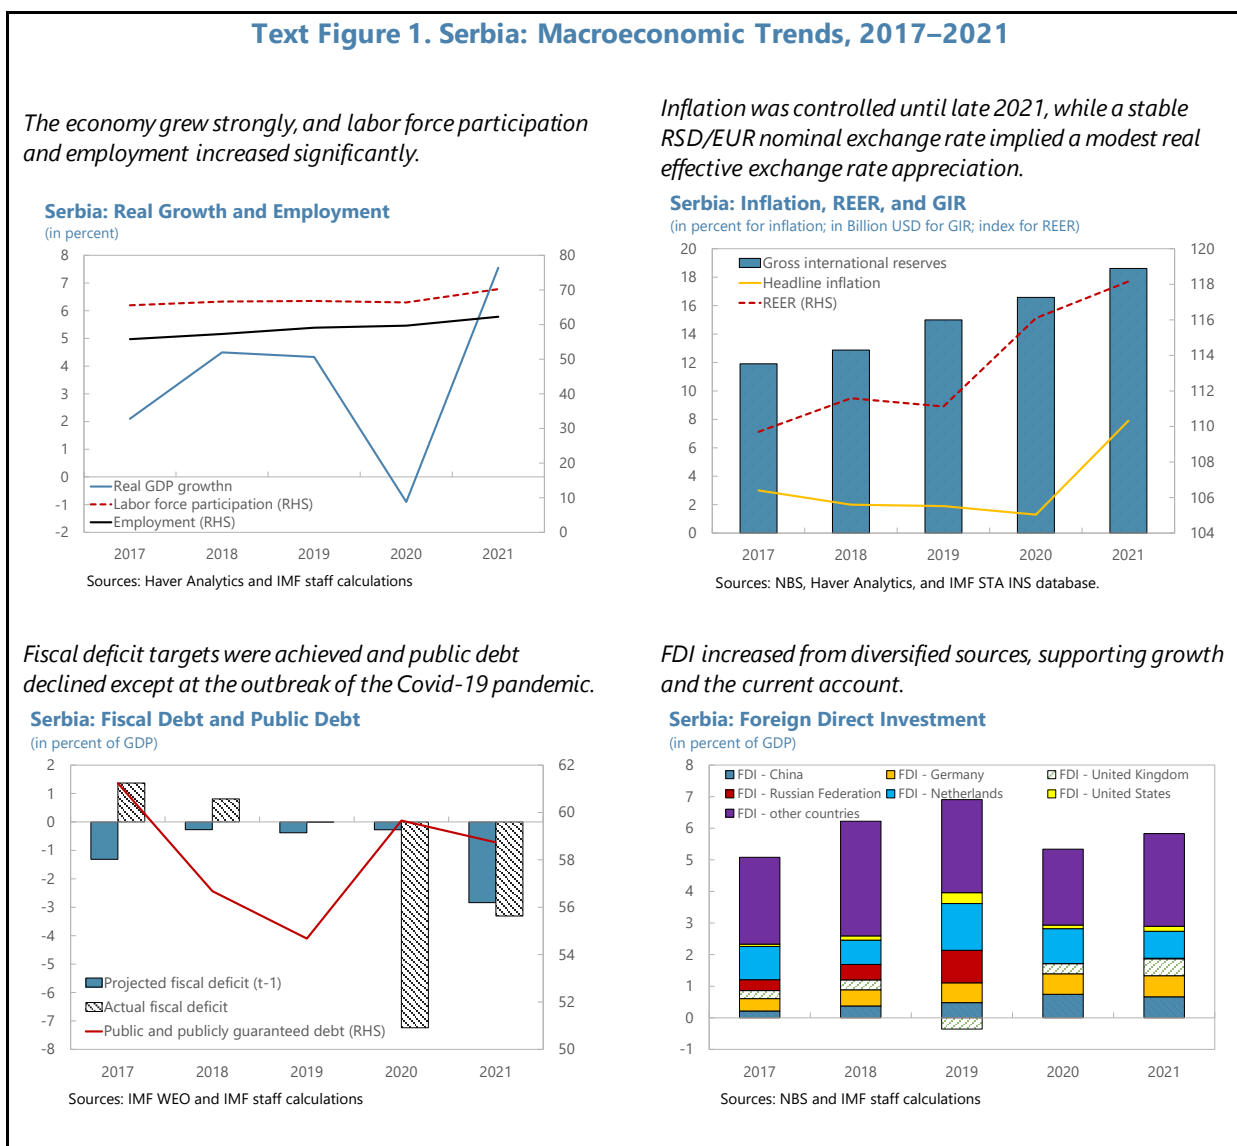 Text Figure 1. Serbia: Macroeconomic Trends, 2017–2021
The economy grew strongly, and labor force participation
and employment increased significantly.
Serbia: Real Growth and Employment
(in percent)
8
7
6
5
4
3
2
1
0
-1
-2
80
70
60
50
40
30
20
10
0
Real GDP growthn
Labor force participation (RHS)
Employment (RHS)
2017 2018 2019 2020 2021
Sources: Haver Analytics and IMF staff calculations
Inflation was controlled until late 2021, while a stable
RSD/EUR nominal exchange rate implied a modest real
effective exchange rate appreciation.
Serbia: Inflation, REER, and GIR
(in percent for inflation; in Billion USD for GIR; index for REER)
20
18
16
14
12
10
8
6
4
2
0
120
118
116
114
112
110
108
106
104
Gross international reserves
Headline inflation
REER (RHS)
2017 2018 2019 2020 2021
Sources: NBS, Haver Analytics, and IMF STA INS database.
Fiscal deficit targets were achieved and public debt
declined except at the outbreak of the Covid-19 pandemic.
Serbia: Fiscal Debt and Public Debt
(in percent of GDP)
2
1
0
-1
-2
-3
-4
-5
-6
-7
-8
62
60
58
56
54
52
50
Projected fiscal deficit (t-1)
Actual fiscal deficit
Public and publicly guaranteed debt (RHS)
2017 2018 2019 2020 2021
Sources: IMF WEO and IMF staff calculations
FDI increased from diversified sources, supporting growth
and the current account.
Serbia: Foreign Direct Investment
(in percent of GDP)
8
7
6
5
4
3
2
1
0
-1
FDI - China FDI - Germany FDI - United Kingdom
FDI - Russian Federation FDI - Netherlands FDI - United States
FDI - other countries
2017 2018 2019 2020 2021
Sources: NBS and IMF staff calculations